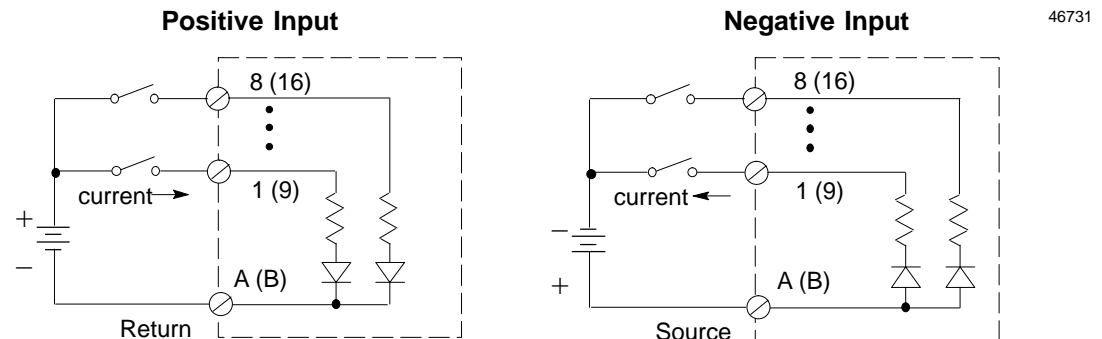 Positive Input
8 (16)
1 (9)
current
+
−
A (B)
Return
Negative Input
46731
8 (16)
1 (9)
current
−
+
A (B)
Source